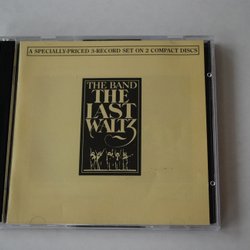 A SPECIALLY-PRICED 3-RECORD SET ON 2 COMPACT DISCS
THE BAND
THE
LAST
WALTZ